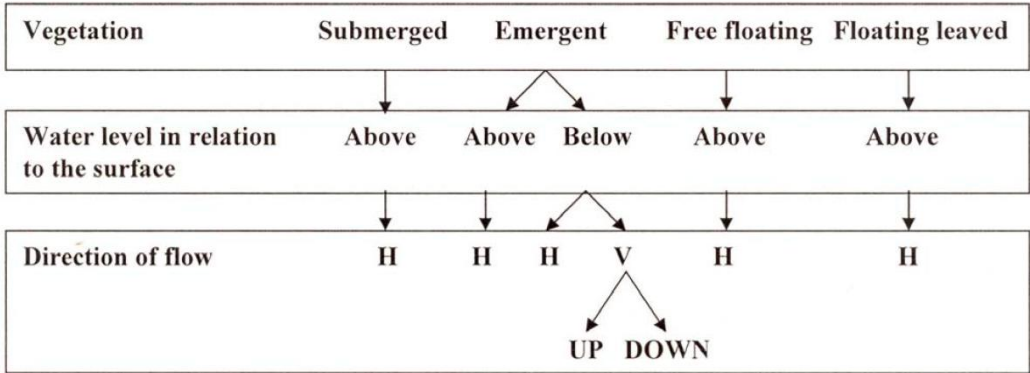 Vegetation Submerged Emergent Free floating Floating leaved
Water level in relation Above Above Below Above Above
to the surface
Direction of flow H H H V H H
UP DOWN